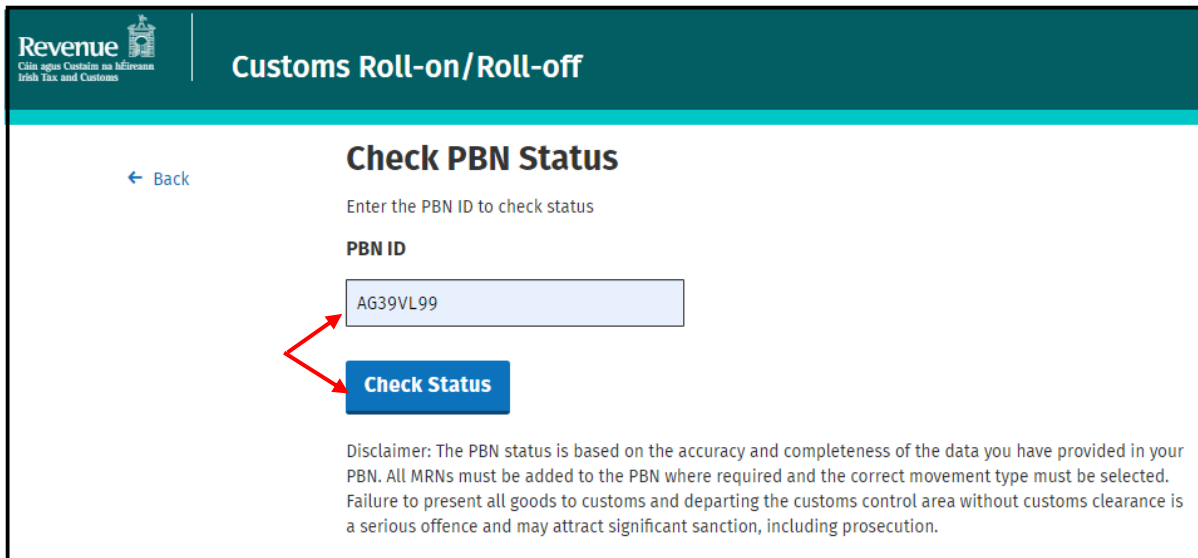 Revenue
Cáin agus Custaim na hÉireann
Irish Tax and Customs
Customs Roll-on/Roll-off
← Back
Check PBN Status
Enter the PBN ID to check status
PBN ID
AG39VL99
Check Status
Disclaimer: The PBN status is based on the accuracy and completeness of the data you have provided in your
PBN. All MRNs must be added to the PBN where required and the correct movement type must be selected.
Failure to present all goods to customs and departing the customs control area without customs clearance is
a serious offence and may attract significant sanction, including prosecution.